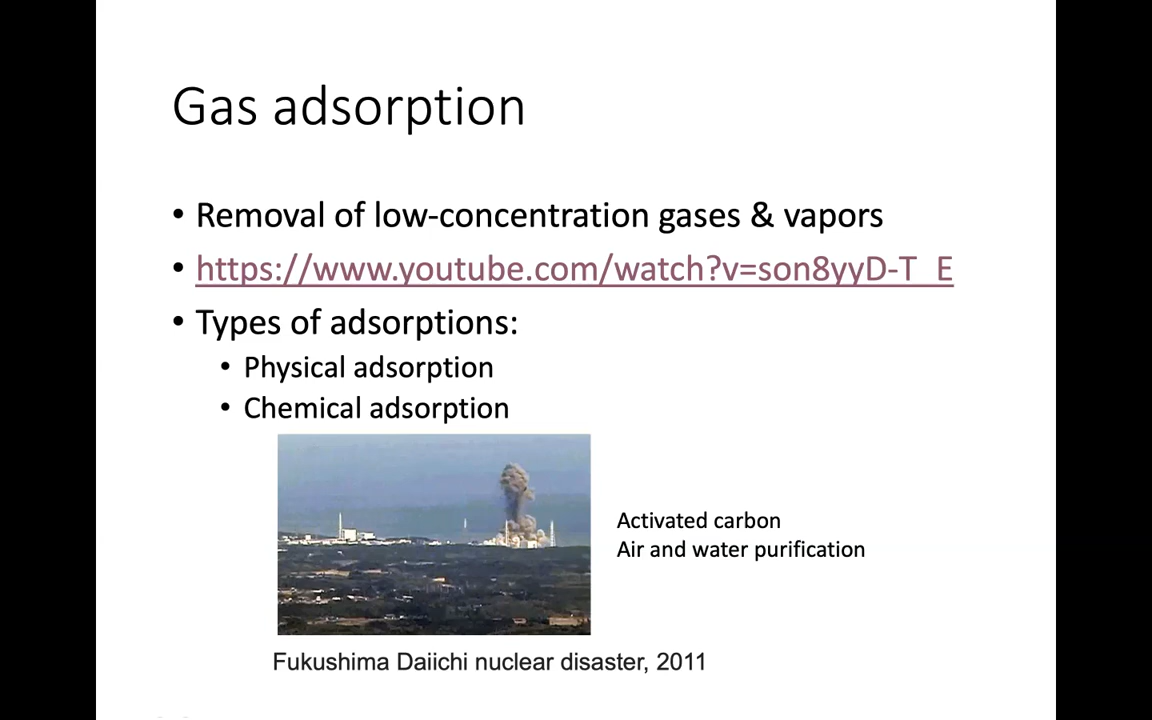 Gas adsorption
• Removal of low-concentration gases & vapors
• https://www.youtube.com/watch?v=son8yyD-T_E
• Types of adsorptions:
• Physical adsorption
• Chemical adsorption
Activated carbon
Air and water purification
Fukushima Daiichi nuclear disaster, 2011